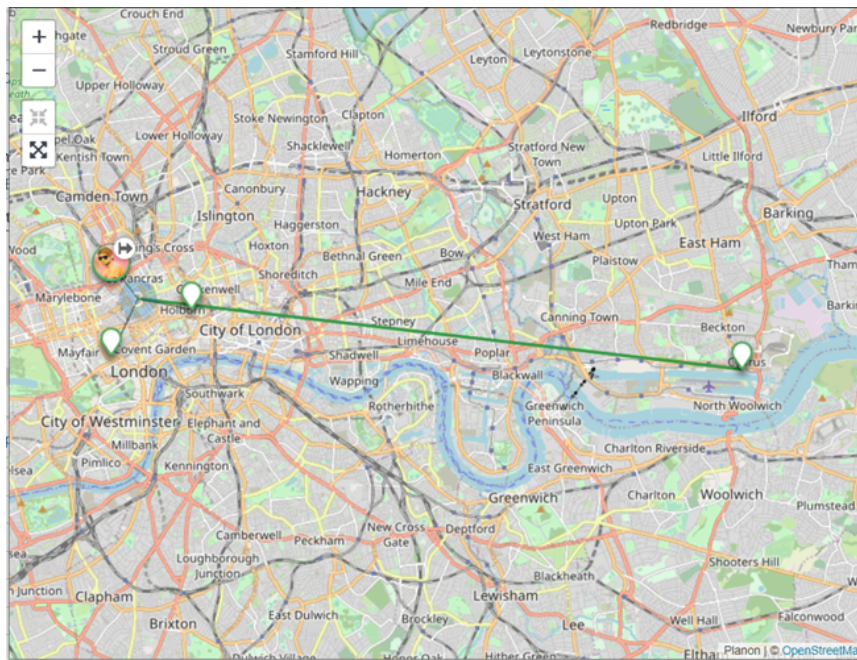 Crouch End
Redbridge
Newbury Park
Stroud Green
Stamford Hill
Leyton
Leytonstone
Upper Holloway
Ilford
Lower Holloway
Stoke Newington
Clapton
Shacklewell
Homerton
Stratford New Town
Little Ilford
Kentish Town
Camden Town
Canonbury
Hackney
Stratford
Upton
Barking
Islington
Haggerston
Upton Park
Hoxton
Bethnal Green
Bow
West Ham
East Ham
Shoreditch
Mile End
Plaistow
Marylebone
Holborn
City of London
Stepney
Limehouse
Canning Town
Beckton
Mayfair
Covent Garden
London
Shadwell
Poplar
Wapping
Blackwall
Southwark
Rotherhithe
Greenwich Peninsula
North Woolwich
City of Westminster
Elephant and Castle
Millbank
Pimlico
Kennington
Charlton Riverside
East Greenwich
Greenwich
Charlton
Woolwich
Plumstead
New Cross Gate
Deptford
Camberwell
Peckham
Loughborough Junction
Blackheath
Shooters Hill
Clapham
Lewisham
Brixton
East Dulwich
Brockley
Lee
Well Hall
Falconwood
Dulwich Village
Hither Green
Planon | © OpenStreetMa